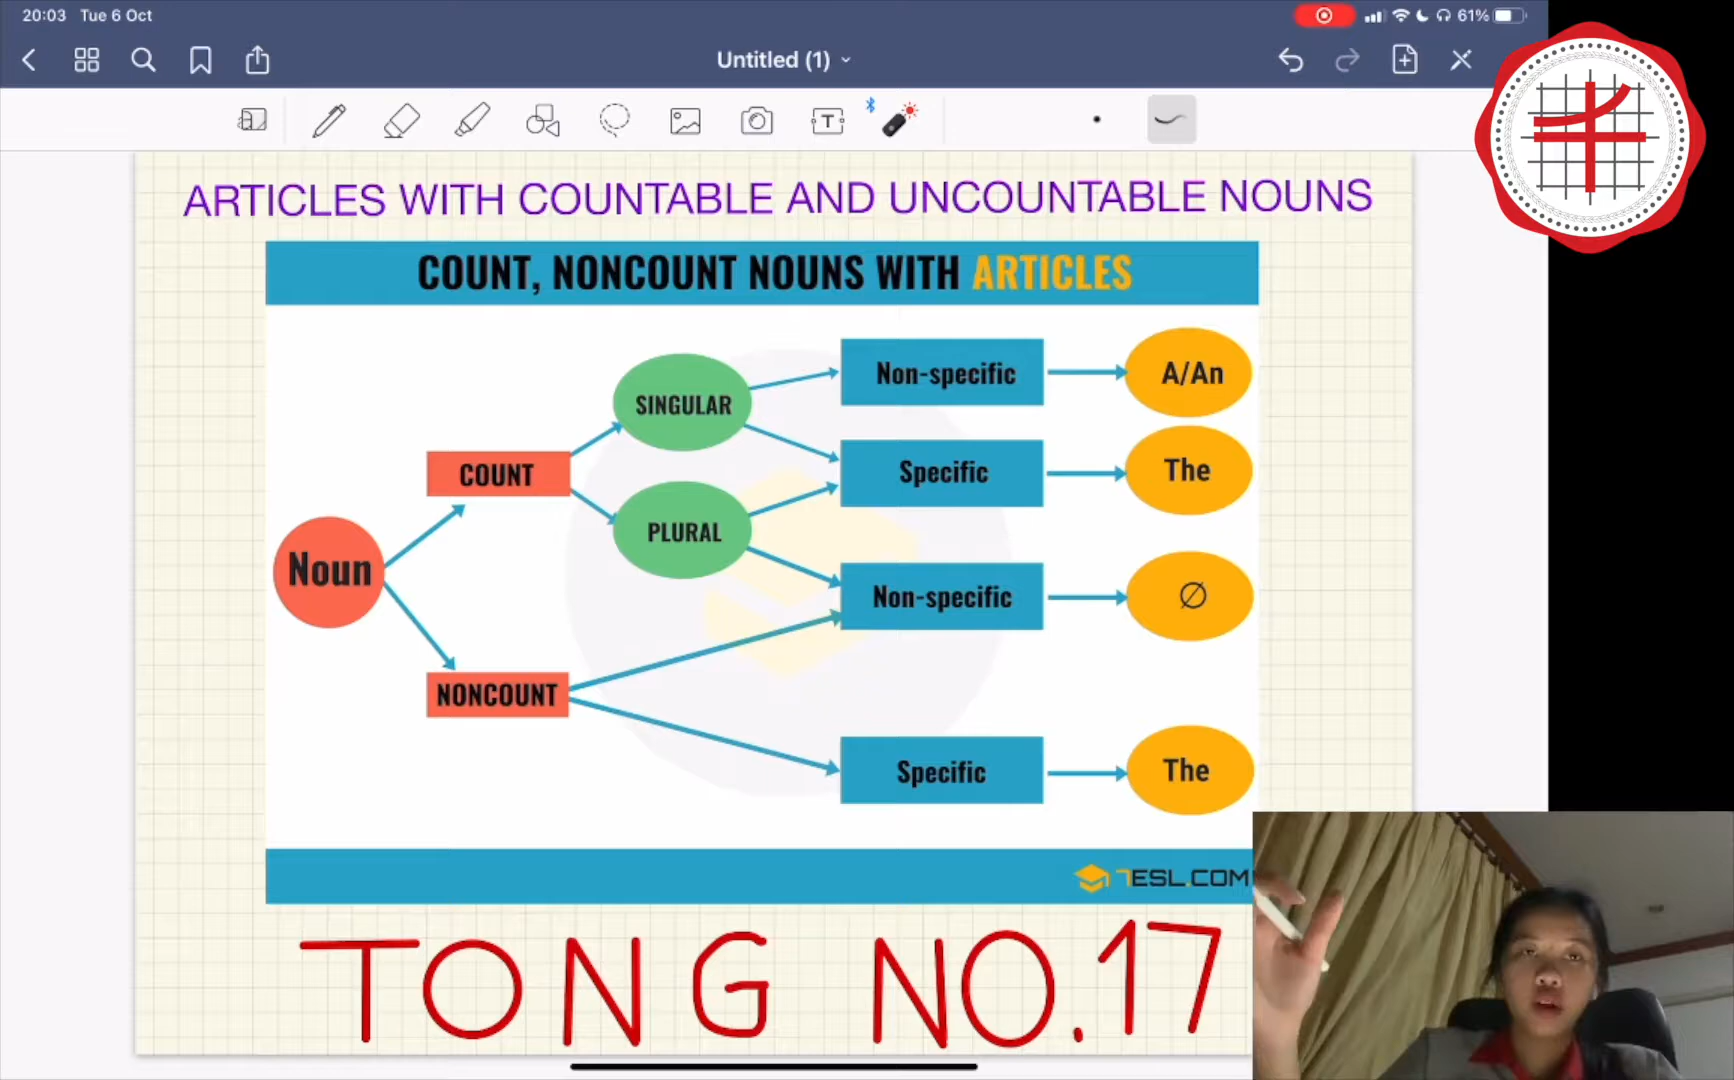 20:03 Tue 6 Oct
61%
Untitled (1)
T
ARTICLES WITH COUNTABLE AND UNCOUNTABLE NOUNS
COUNT, NONCOUNT NOUNS WITH ARTICLES
Non-specific
A/An
SINGULAR
COUNT
Specific
The
PLURAL
Noun
Non-specific
∅
NONCOUNT
Specific
The
7ESL.COM
TONG NO.17